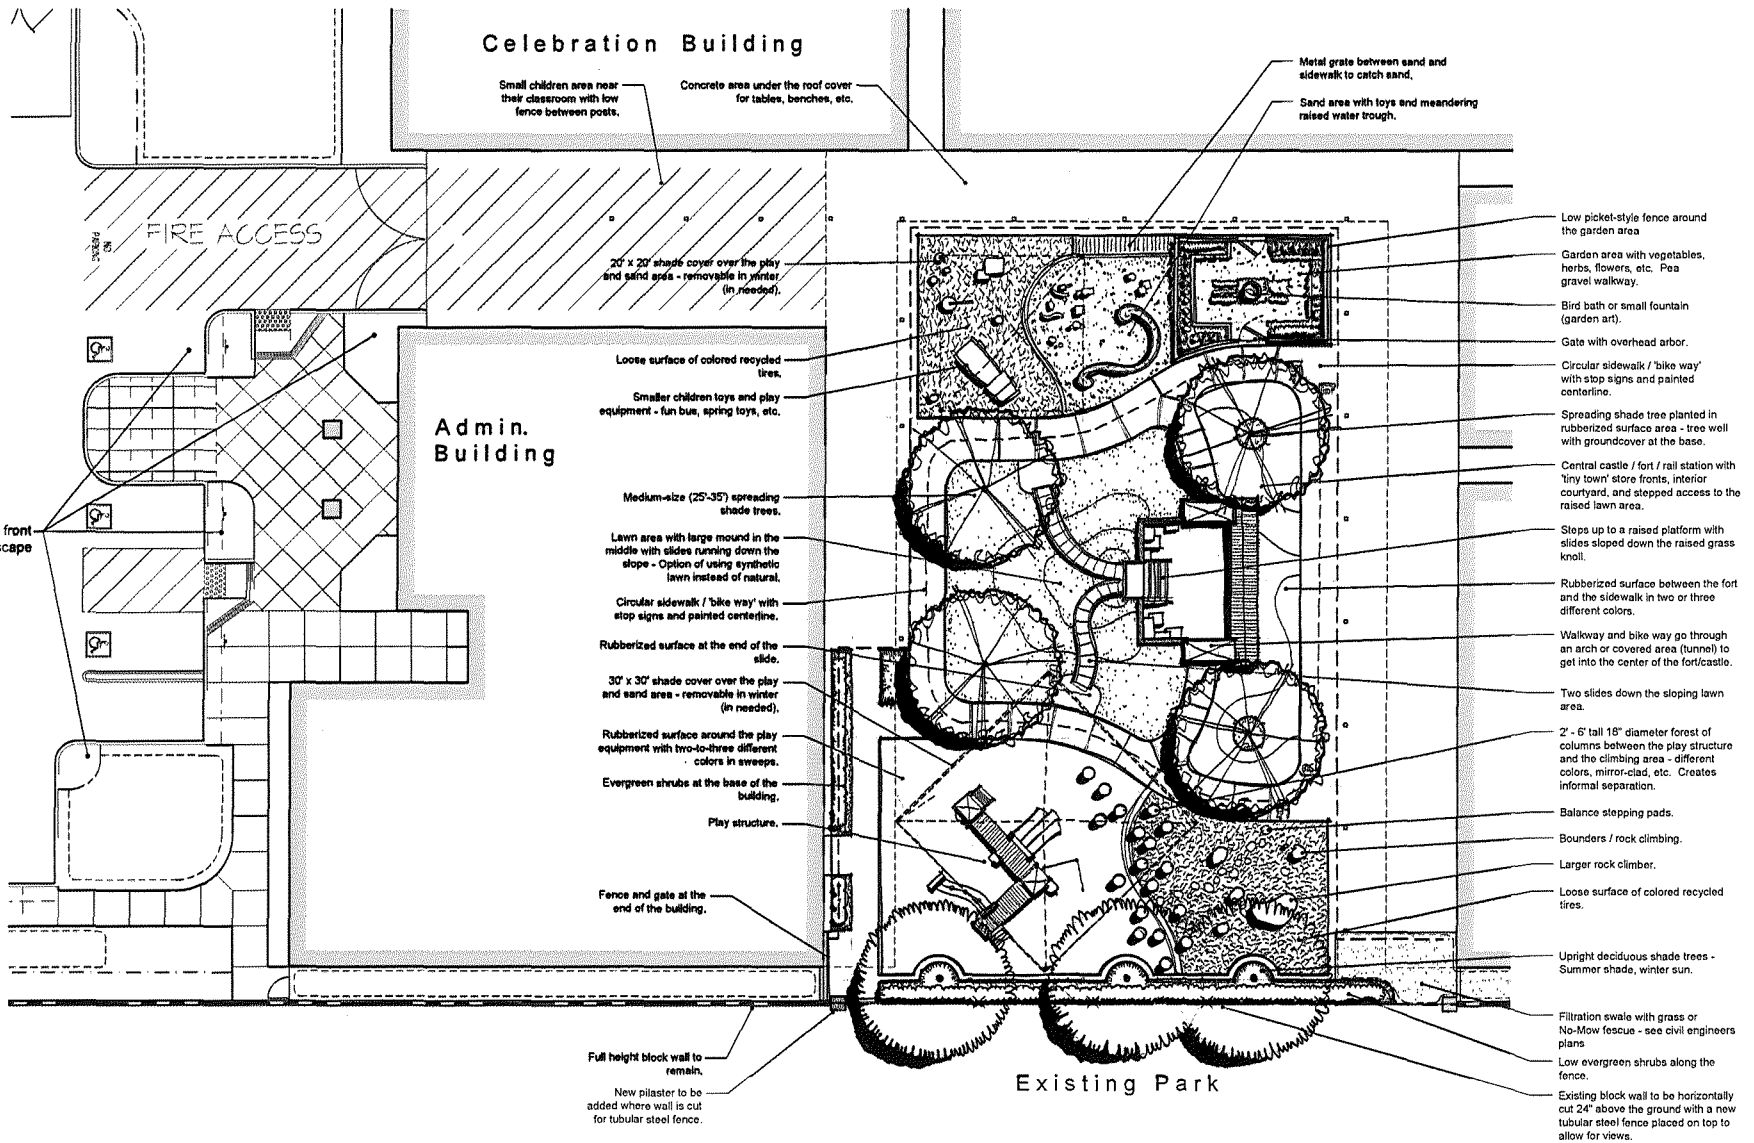 Celebration Building
Small children area near
their classroom with low
fence between posts.
Concrete area under the roof cover
for tables, benches, etc.
Metal grate between sand and
sidewalk to catch sand.
Sand area with toys and meandering
raised water trough.
FIRE ACCESS
NO
PARKING
20' x 20' shade cover over the play
and sand area - removable in winter
(in needed).
Loose surface of colored recycled
tires.
Smaller children toys and play
equipment - fun bus, spring toys, etc.
Admin.
Building
Medium-size (25'-35') spreading
shade trees.
Lawn area with large mound in the
middle with slides running down the
slope - Option of using synthetic
lawn instead of natural.
Circular sidewalk / 'bike way' with
stop signs and painted centerline.
Rubberized surface at the end of the
slide.
30' x 30' shade cover over the play
and sand area - removable in winter
(in needed).
Rubberized surface around the play
equipment with two-to-three different
colors in sweeps.
Evergreen shrubs at the base of the
building.
Play structure.
Fence and gate at the
end of the building.
Full height block wall to
remain.
New pilaster to be
added where wall is cut
for tubular steel fence.
front
scape
Low picket-style fence around
the garden area
Garden area with vegetables,
herbs, flowers, etc. Pea
gravel walkway.
Bird bath or small fountain
(garden art).
Gate with overhead arbor.
Circular sidewalk / 'bike way'
with stop signs and painted
centerline.
Spreading shade tree planted in
rubberized surface area - tree well
with groundcover at the base.
Central castle / fort / rail station with
'tiny town' store fronts, interior
courtyard, and stepped access to the
raised lawn area.
Steps up to a raised platform with
slides sloped down the raised grass
knoll.
Rubberized surface between the fort
and the sidewalk in two or three
different colors.
Walkway and bike way go through
an arch or covered area (tunnel) to
get into the center of the fort/castle.
Two slides down the sloping lawn
area.
2' - 6' tall 18" diameter forest of
columns between the play structure
and the climbing area - different
colors, mirror-clad, etc. Creates
informal separation.
Balance stepping pads.
Bounders / rock climbing.
Larger rock climber.
Loose surface of colored recycled
tires.
Upright deciduous shade trees -
Summer shade, winter sun.
Filtration swale with grass or
No-Mow fescue - see civil engineers
plans
Low evergreen shrubs along the
fence.
Existing block wall to be horizontally
cut 24" above the ground with a new
tubular steel fence placed on top to
allow for views.
Existing Park